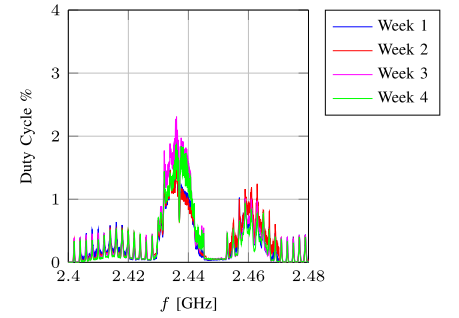 4
3
2
1
0
Duty Cycle %
2.4
2.42
2.44
2.46
2.48
f [GHz]
Week 1
Week 2
Week 3
Week 4